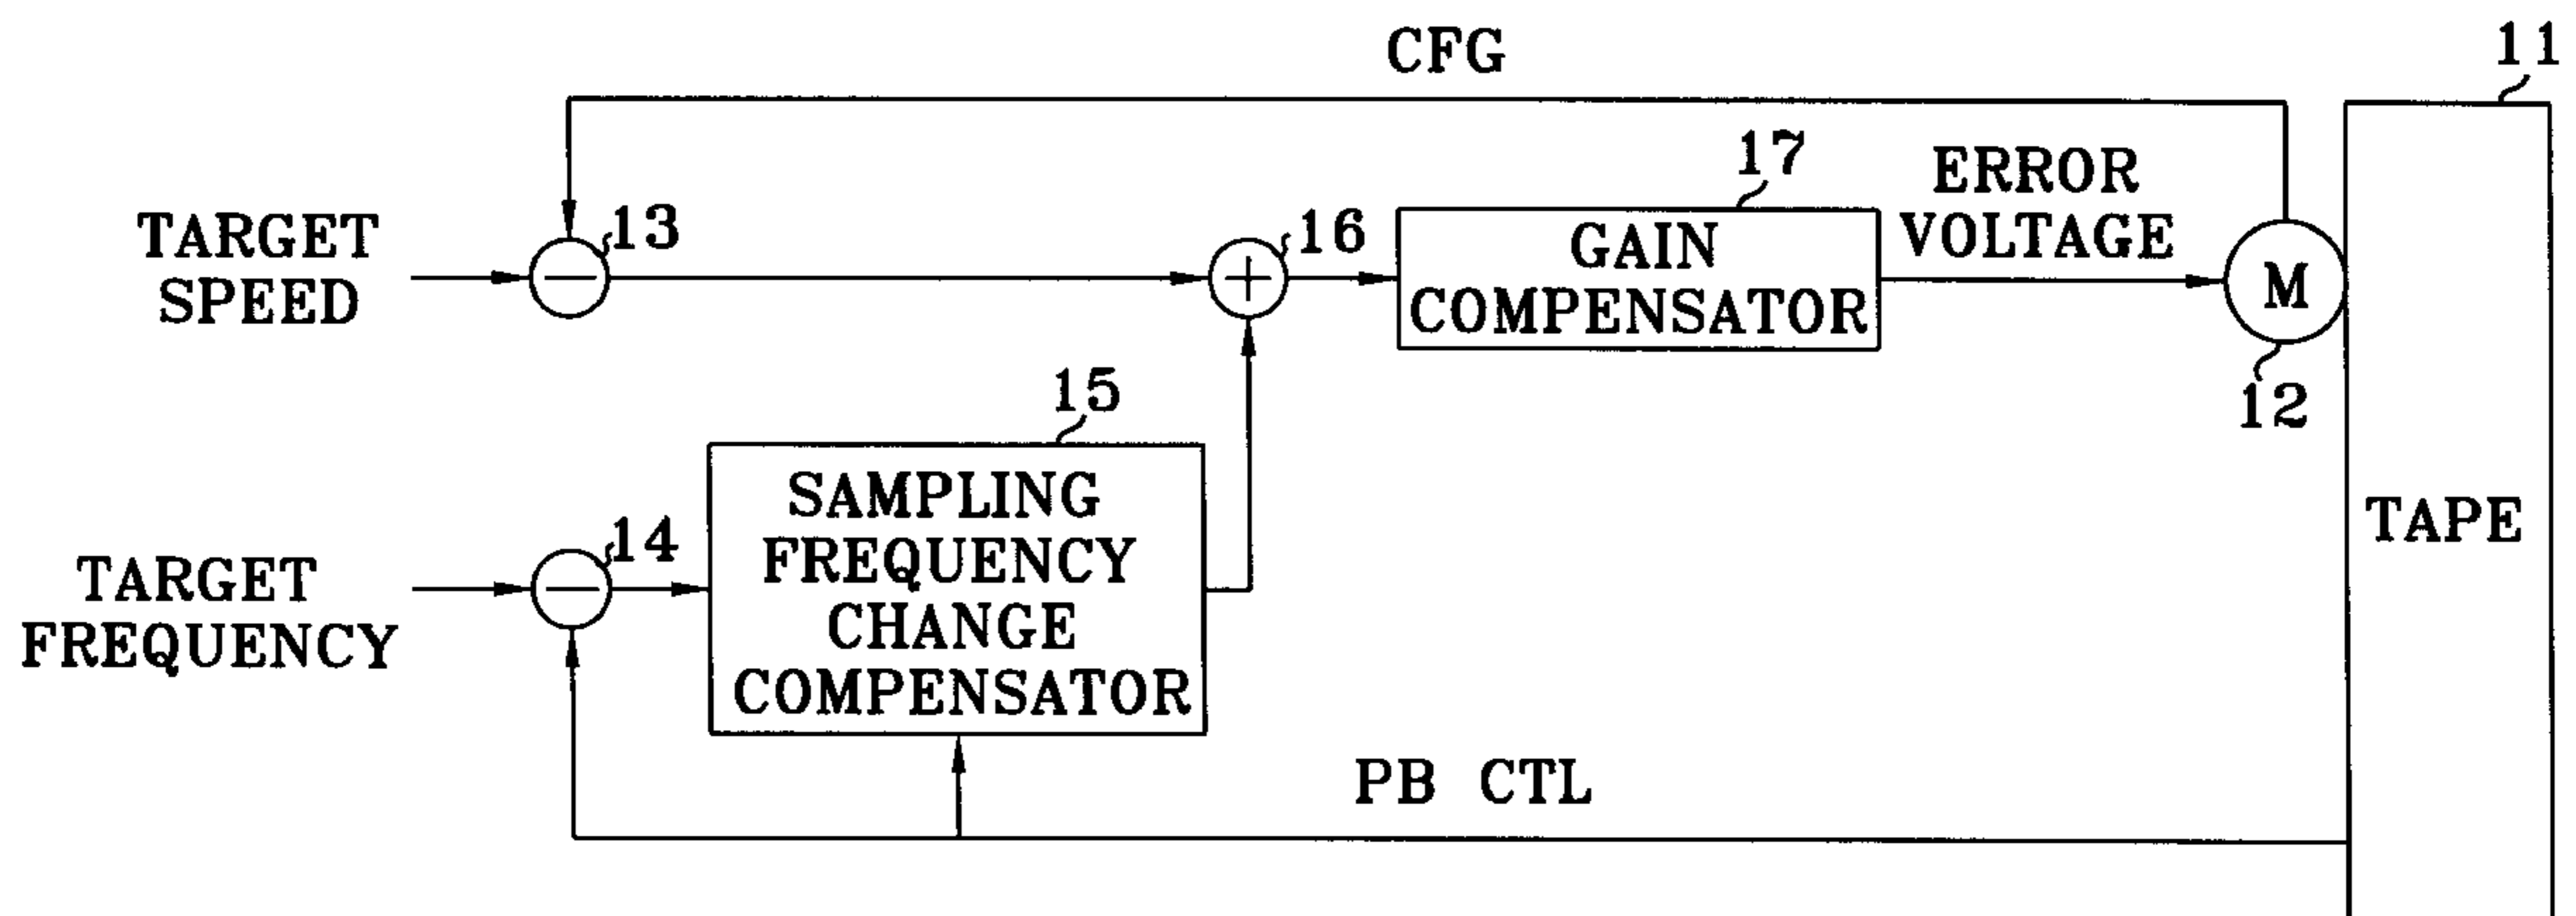 CFG
11
TARGET
SPEED
13
16
17
GAIN
COMPENSATOR
ERROR
VOLTAGE
M
12
TAPE
TARGET
FREQUENCY
14
15
SAMPLING
FREQUENCY
CHANGE
COMPENSATOR
PB CTL